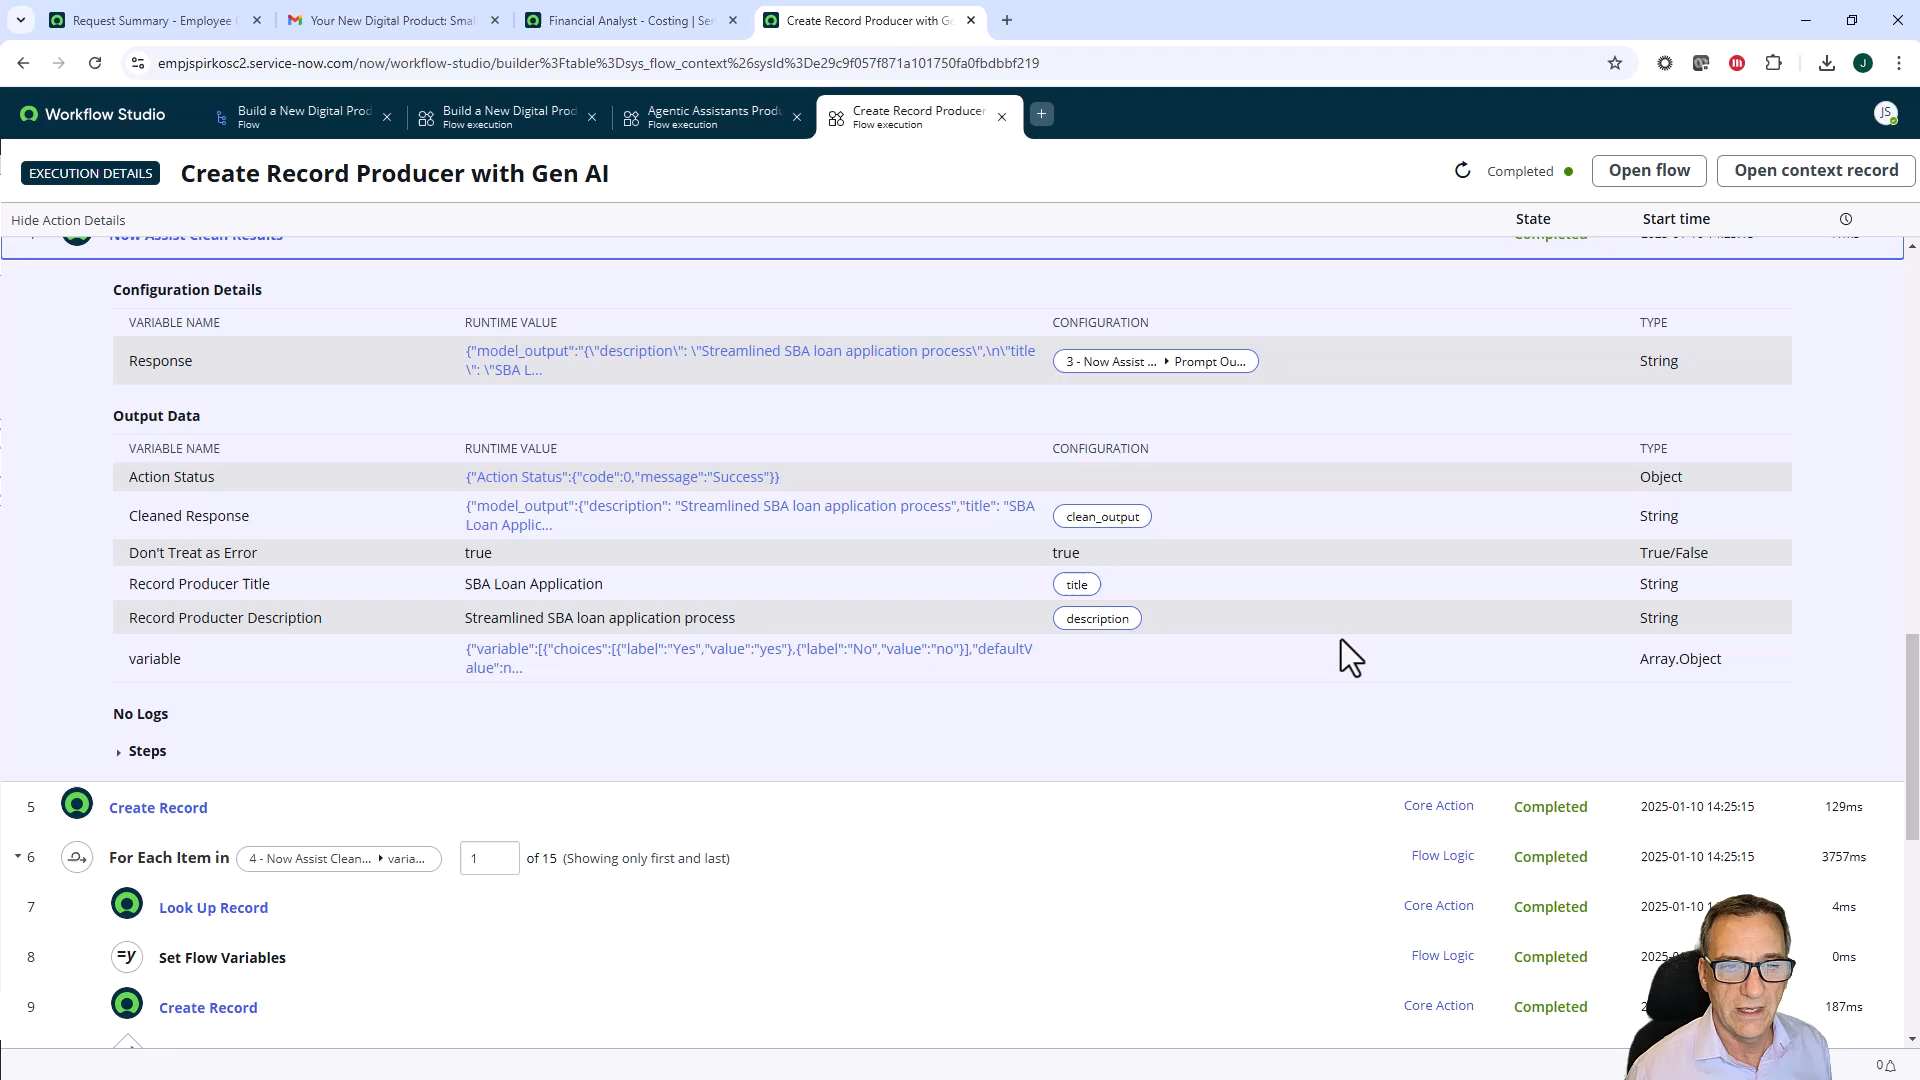 Request Summary - Employee
Your New Digital Product: Smal
Financial Analyst - Costing | Ser
Create Record Producer with Ge
empjspirkosc2.service-now.com/now/workflow-studio/builder%3Ftable%3Dsys_flow_context%26sysId%3De29c9f057f871a101750fa0fbdbbf219
J
Workflow Studio
Build a New Digital Prod
Flow
Build a New Digital Prod
Flow execution
Agentic Assistants Produ
Flow execution
Create Record Producer
Flow execution
JS
EXECUTION DETAILS
Create Record Producer with Gen AI
Completed
Open flow
Open context record
Hide Action Details
State
Start time
Now Assist Clean Results
Completed
Configuration Details
VARIABLE NAME
RUNTIME VALUE
CONFIGURATION
TYPE
Response
{"model_output":"{\"description\": \"Streamlined SBA loan application process\",\n\"title
\": \"SBA L...
3 - Now Assist ... Prompt Ou...
String
Output Data
VARIABLE NAME
RUNTIME VALUE
CONFIGURATION
TYPE
Action Status
{"Action Status":{"code":0,"message":"Success"}}
Object
Cleaned Response
{"model_output":{"description": "Streamlined SBA loan application process","title": "SBA
Loan Applic...
clean_output
String
Don't Treat as Error
true
true
True/False
Record Producer Title
SBA Loan Application
title
String
Record Producter Description
Streamlined SBA loan application process
description
String
variable
{"variable":[{"choices":[{"label":"Yes","value":"yes"},{"label":"No","value":"no"}],"defaultV
alue":n...
Array.Object
No Logs
Steps
5
Create Record
Core Action
Completed
2025-01-10 14:25:15
129ms
6
For Each Item in
4 - Now Assist Clean... varia...
1
of 15 (Showing only first and last)
Flow Logic
Completed
2025-01-10 14:25:15
3757ms
7
Look Up Record
Core Action
Completed
2025-01-10
4ms
8
=y
Set Flow Variables
Flow Logic
Completed
0ms
9
Create Record
Core Action
Completed
187ms
0